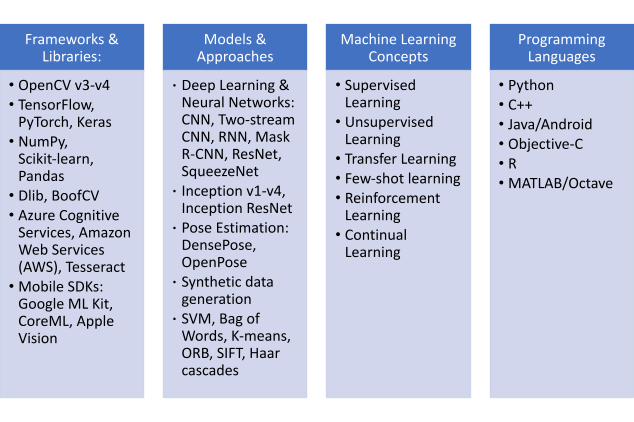 Frameworks &
Libraries:
• OpenCV v3-v4
• TensorFlow,
PyTorch, Keras
• NumPy,
Scikit-learn,
Pandas
• Dlib, BoofCV
• Azure Cognitive
Services, Amazon
Web Services
(AWS), Tesseract
• Mobile SDKs:
Google ML Kit,
CoreML, Apple
Vision
Models &
Approaches
· Deep Learning &
Neural Networks:
CNN, Two-stream
CNN, RNN, Mask
R-CNN, ResNet,
SqueezeNet
· Inception v1-v4,
Inception ResNet
· Pose Estimation:
DensePose,
OpenPose
· Synthetic data
generation
· SVM, Bag of
Words, K-means,
ORB, SIFT, Haar
cascades
Machine Learning
Concepts
• Supervised
Learning
• Unsupervised
Learning
• Transfer Learning
• Few-shot learning
• Reinforcement
Learning
• Continual
Learning
Programming
Languages
• Python
• C++
• Java/Android
• Objective-C
• R
• MATLAB/Octave